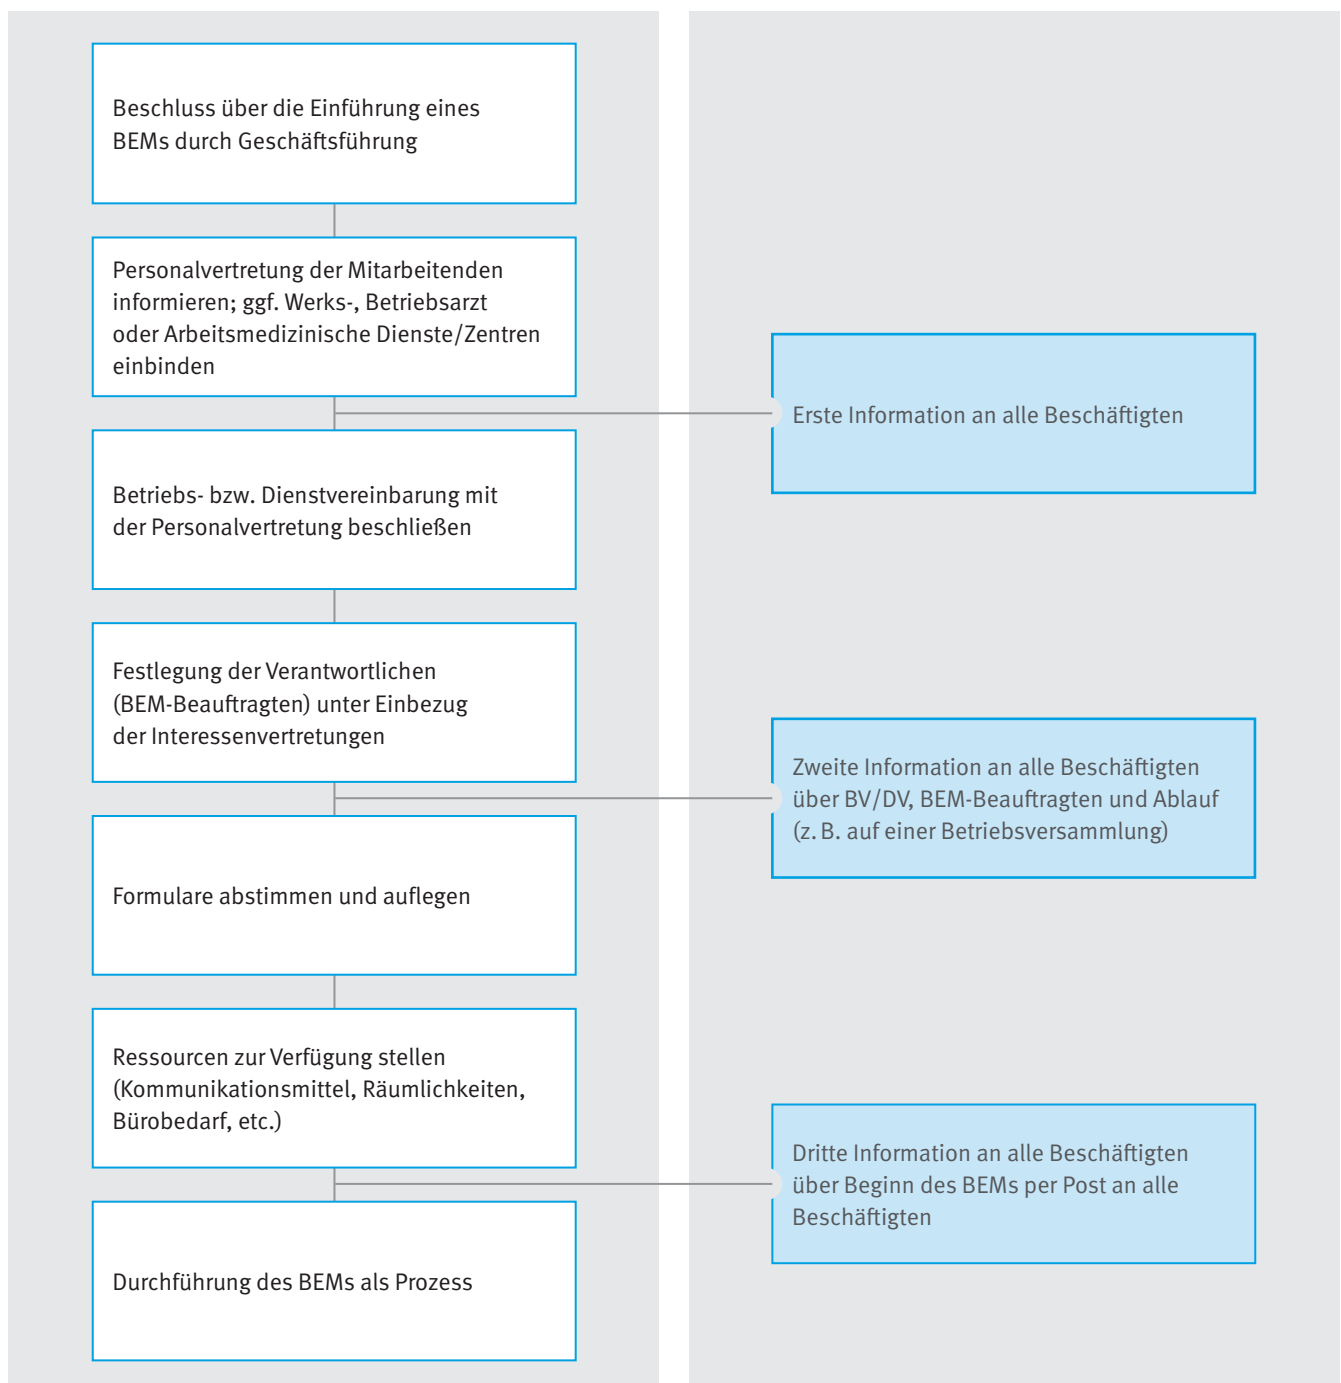 Beschluss über die Einführung eines
BEMs durch Geschäftsführung
Personalvertretung der Mitarbeitenden
informieren; ggf. Werks-, Betriebsarzt
oder Arbeitsmedizinische Dienste/Zentren
einbinden
Erste Information an alle Beschäftigten
Betriebs- bzw. Dienstvereinbarung mit
der Personalvertretung beschließen
Festlegung der Verantwortlichen
(BEM-Beauftragten) unter Einbezug
der Interessenvertretungen
Zweite Information an alle Beschäftigten
über BV/DV, BEM-Beauftragten und Ablauf
(z. B. auf einer Betriebsversammlung)
Formulare abstimmen und auflegen
Ressourcen zur Verfügung stellen
(Kommunikationsmittel, Räumlichkeiten,
Bürobedarf, etc.)
Dritte Information an alle Beschäftigten
über Beginn des BEMs per Post an alle
Beschäftigten
Durchführung des BEMs als Prozess